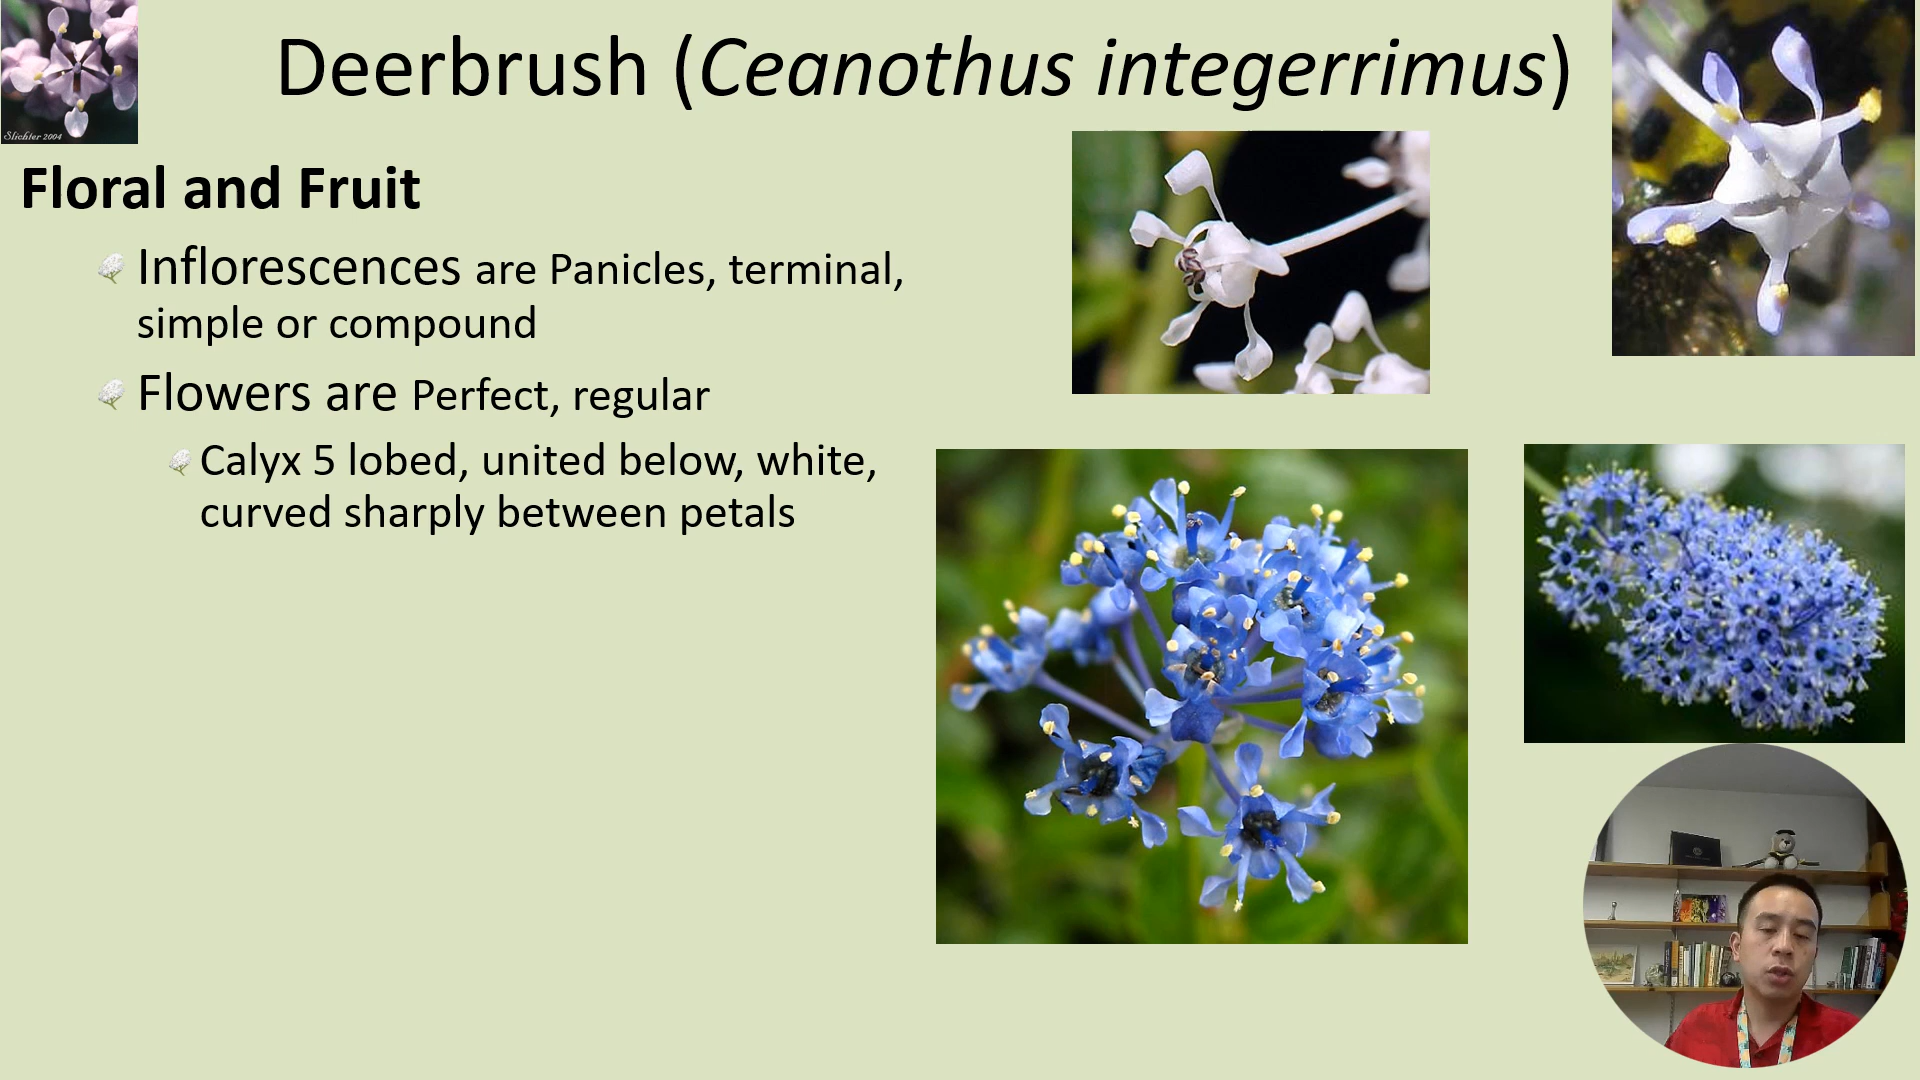 Deerbrush (Ceanothus integerrimus)
Slichter 2004
Floral and Fruit
Inflorescences are Panicles, terminal,
simple or compound
Flowers are Perfect, regular
Calyx 5 lobed, united below, white,
curved sharply between petals